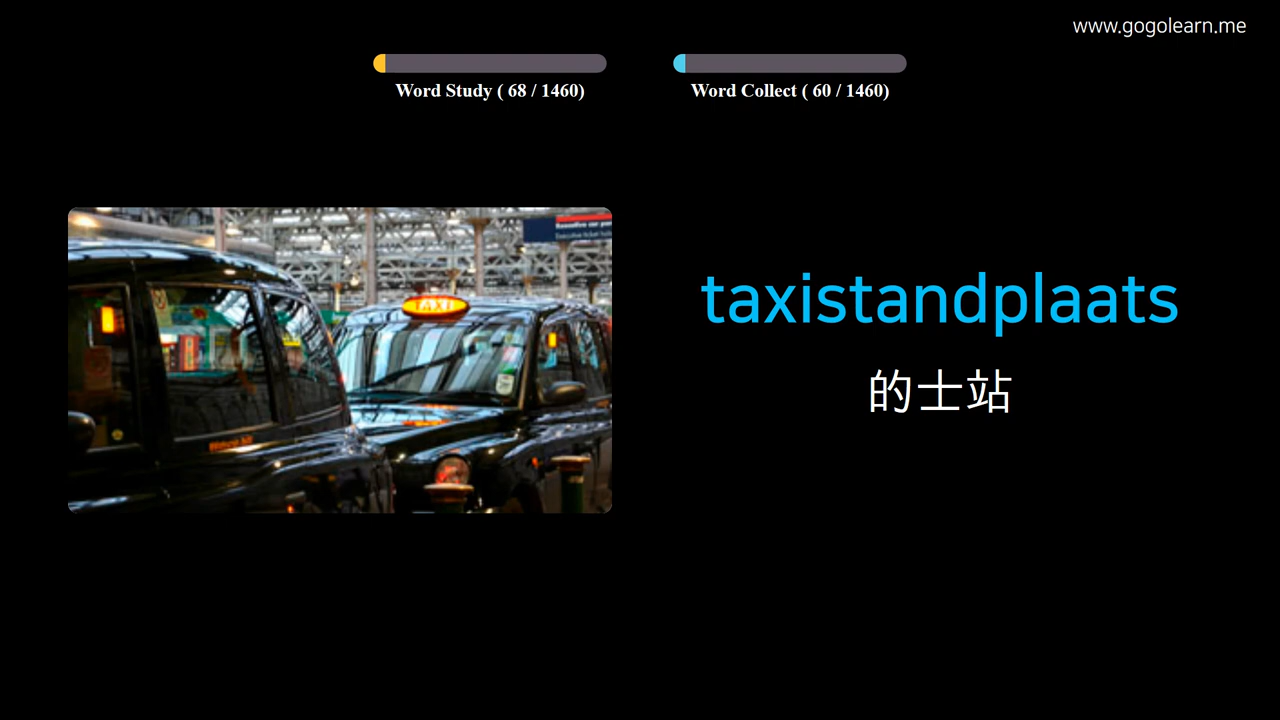 www.gogolearn.me
Word Study ( 68 / 1460)
Word Collect ( 60 / 1460)
TAXI
taxistandplaats
的士站